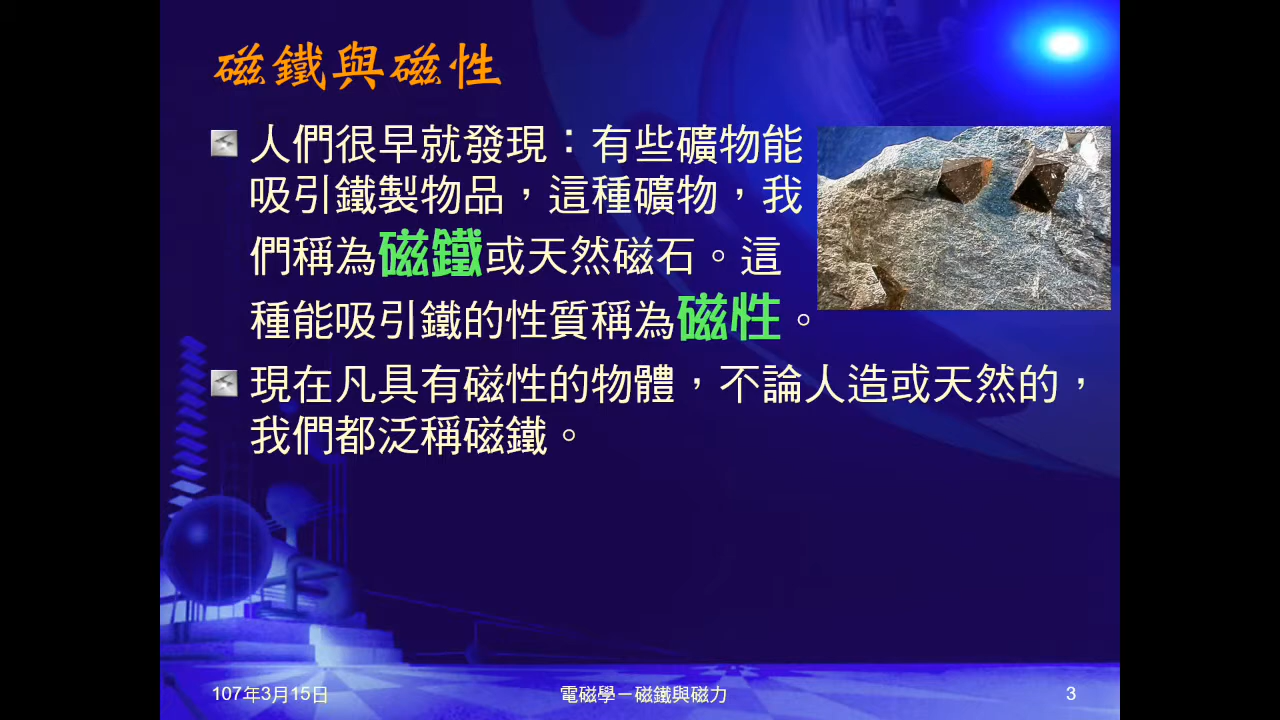 磁鐵與磁性
人們很早就發現：有些礦物能
吸引鐵製物品，這種礦物，我
們稱為磁鐵或天然磁石。這
種能吸引鐵的性質稱為磁性。
現在凡具有磁性的物體，不論人造或天然的，
我們都泛稱磁鐵。
107年3月15日
電磁學－磁鐵與磁力
3